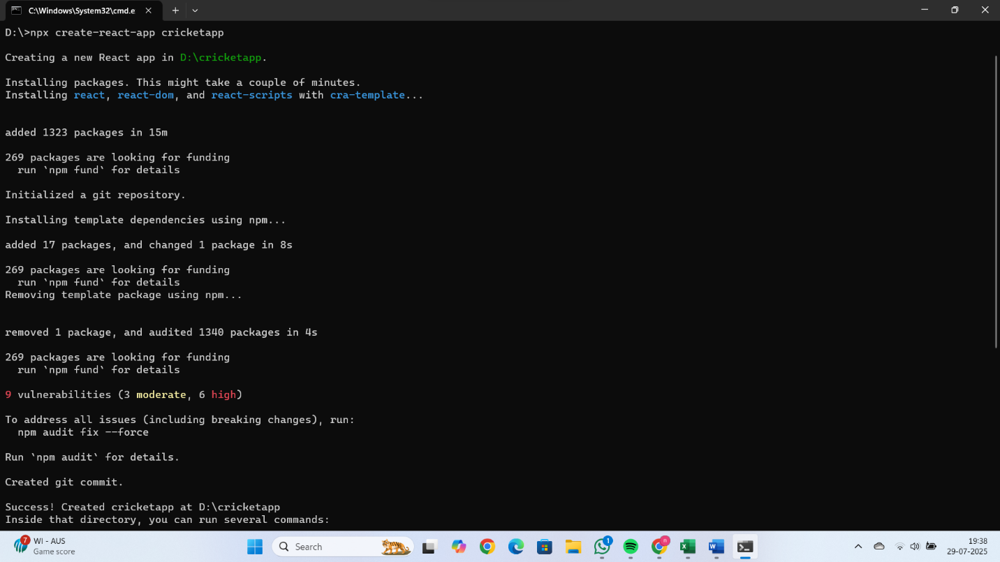 C:\Windows\System32\cmd.e
D:\>npx create-react-app cricketapp
Creating a new React app in D:\cricketapp.
Installing packages. This might take a couple of minutes.
Installing react, react-dom, and react-scripts with cra-template...
added 1323 packages in 15m
269 packages are looking for funding
run `npm fund` for details
Initialized a git repository.
Installing template dependencies using npm...
added 17 packages, and changed 1 package in 8s
269 packages are looking for funding
run `npm fund` for details
Removing template package using npm...
removed 1 package, and audited 1340 packages in 4s
269 packages are looking for funding
run `npm fund` for details
9 vulnerabilities (3 moderate, 6 high)
To address all issues (including breaking changes), run:
npm audit fix --force
Run `npm audit` for details.
Created git commit.
Success! Created cricketapp at D:\cricketapp
Inside that directory, you can run several commands:
7
WI - AUS
Game score
Search
1
n
19:38
29-07-2025